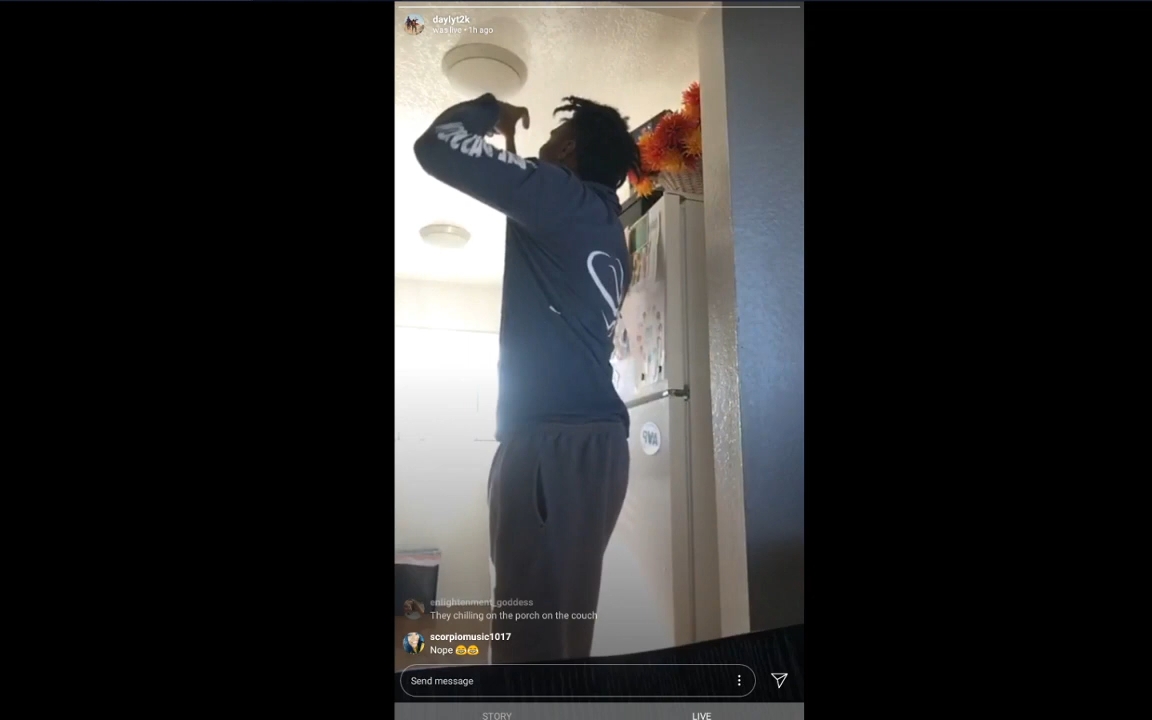 daylyt2k
was live • 1h ago
enlightenment_goddess
They chilling on the porch on the couch
scorpiomusic1017
Nope 😂😂
Send message
STORY
LIVE